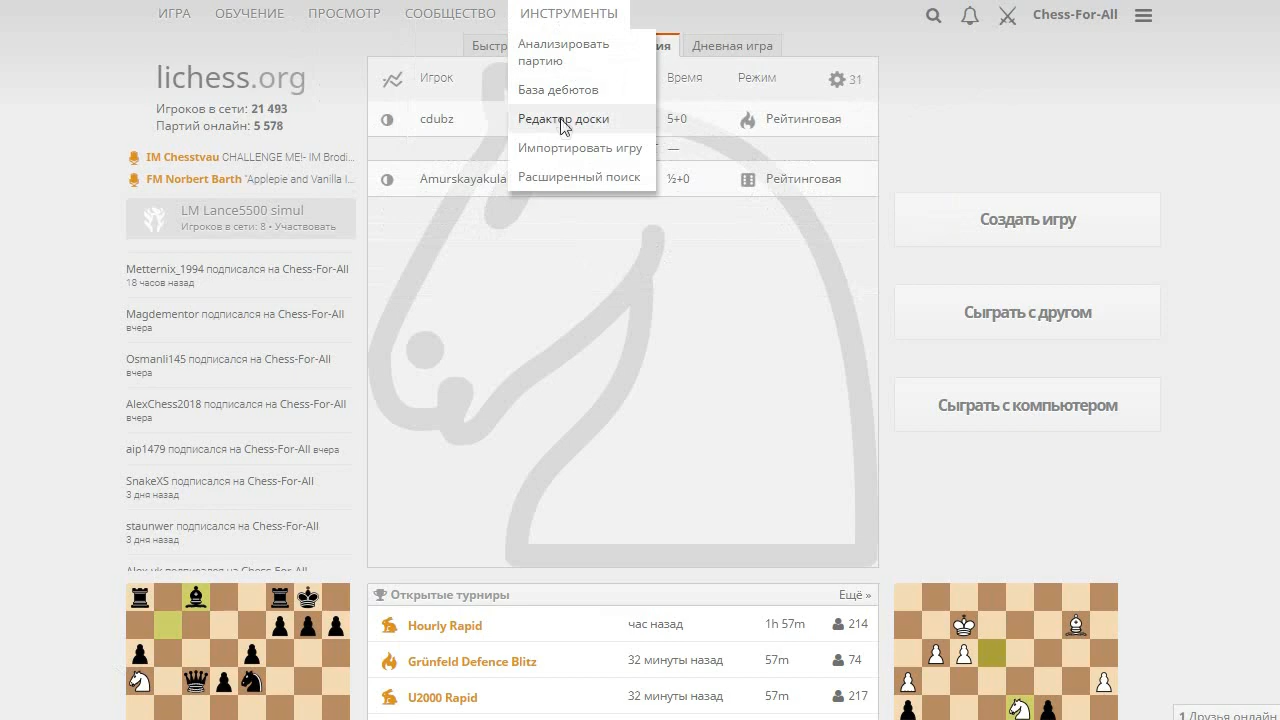 ИГРА ОБУЧЕНИЕ ПРОСМОТР СООБЩЕСТВО ИНСТРУМЕНТЫ Chess-For-All
Анализировать
партию
База дебютов
Редактор доски
Импортировать игру
Расширенный поиск
Дневная игра
lichess.org
Игроков в сети: 21 493
Партий онлайн: 5 578
IM Chesstvau CHALLENGE ME!- IM Brodi...
FM Norbert Barth "Applepie and Vanilla I...
LM Lance5500 simul
Игроков в сети: 8 • Участвовать
Metternix_1994 подписался на Chess-For-All
18 часов назад
Magdementor подписался на Chess-For-All
вчера
Osmanli145 подписался на Chess-For-All
вчера
AlexChess2018 подписался на Chess-For-All
вчера
aip1479 подписался на Chess-For-All вчера
SnakeXS подписался на Chess-For-All
3 дня назад
staunwer подписался на Chess-For-All
3 дня назад
Игрок Время Режим 31
cdubz 5+0 Рейтинговая
—
Amurskayakula ½+0 Рейтинговая
Создать игру
Сыграть с другом
Сыграть с компьютером
Открытые турниры Ещё »
Hourly Rapid час назад 1h 57m 214
Grünfeld Defence Blitz 32 минуты назад 57m 74
U2000 Rapid 32 минуты назад 57m 217
1 Друзья онлайн